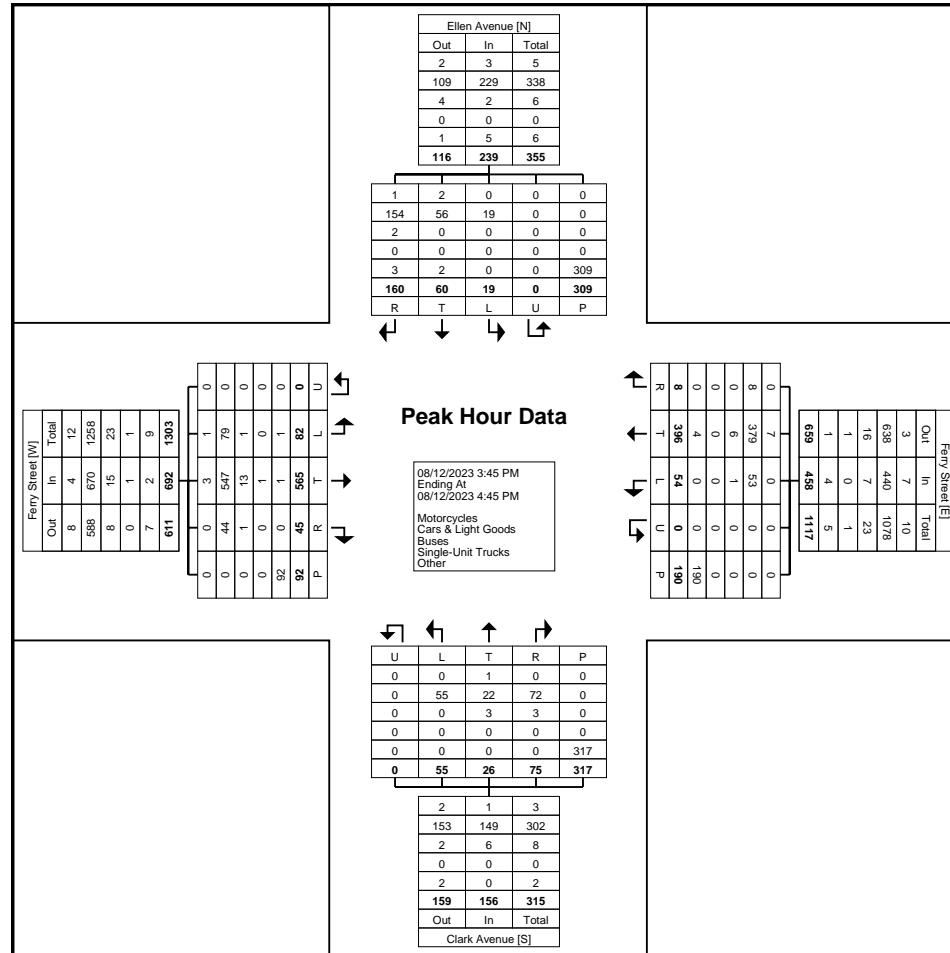 Ellen Avenue [N]
Out In Total
2 3 5
109 229 338
4 2 6
0 0 0
1 5 6
116 239 355
1 2 0 0 0
154 56 19 0 0
2 0 0 0 0
0 0 0 0 0
3 2 0 0 309
160 60 19 0 309
R T L U P
Ferry Street [W]
Out In Total
8 4 12
588 670 1258
8 15 23
0 1 1
7 2 9
611 692 1303
0 0 3 1 0
0 44 547 79 0
0 1 13 1 0
0 0 1 0 0
92 0 1 1 0
92 45 565 82 0
P R T L U
Peak Hour Data
08/12/2023 3:45 PM
Ending At
08/12/2023 4:45 PM
Motorcycles
Cars & Light Goods
Buses
Single-Unit Trucks
Other
Ferry Street [E]
Out In Total
3 7 10
638 440 1078
16 7 23
1 0 1
1 4 5
659 458 1117
0 7 0 0 0
8 379 53 0 0
0 6 1 0 0
0 0 0 0 0
0 4 0 0 190
8 396 54 0 190
R T L U P
U L T R P
0 0 1 0 0
0 55 22 72 0
0 0 3 3 0
0 0 0 0 0
0 0 0 0 317
0 55 26 75 317
2 1 3
153 149 302
2 6 8
0 0 0
2 0 2
159 156 315
Out In Total
Clark Avenue [S]